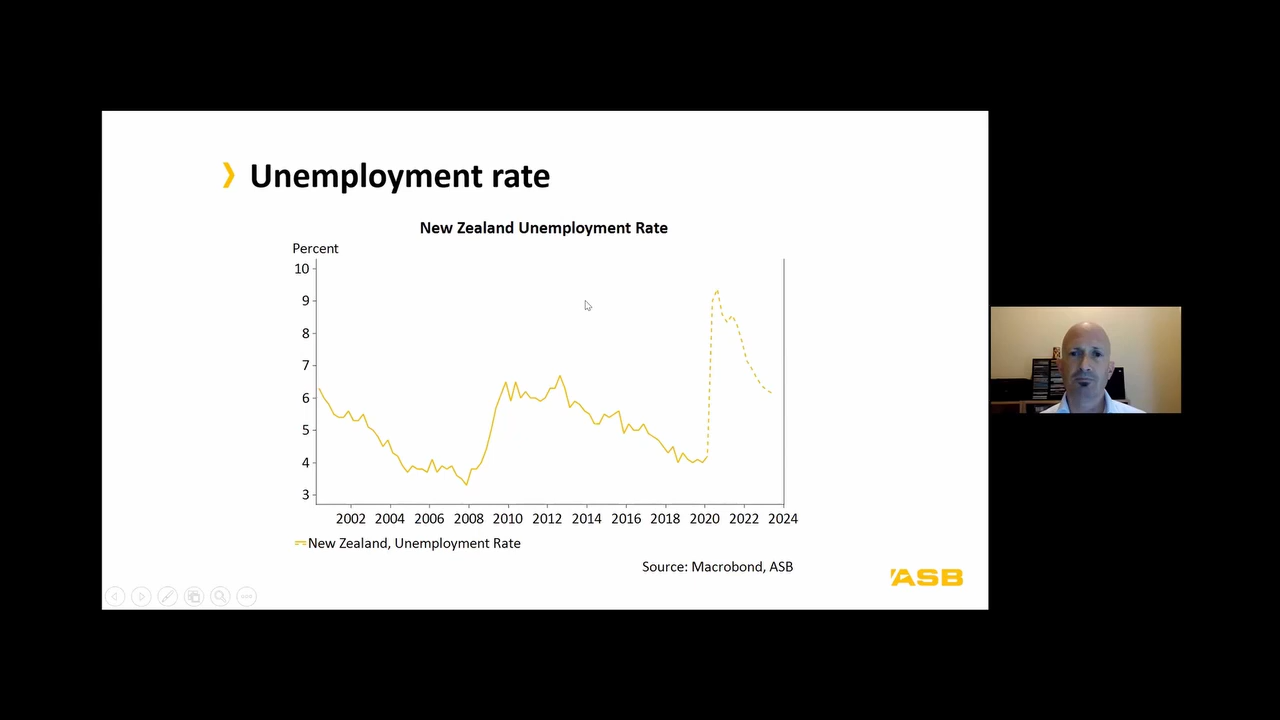 Unemployment rate
New Zealand Unemployment Rate
Percent
10
9
8
7
6
5
4
3
2002 2004 2006 2008 2010 2012 2014 2016 2018 2020 2022 2024
New Zealand, Unemployment Rate
Source: Macrobond, ASB
ASB